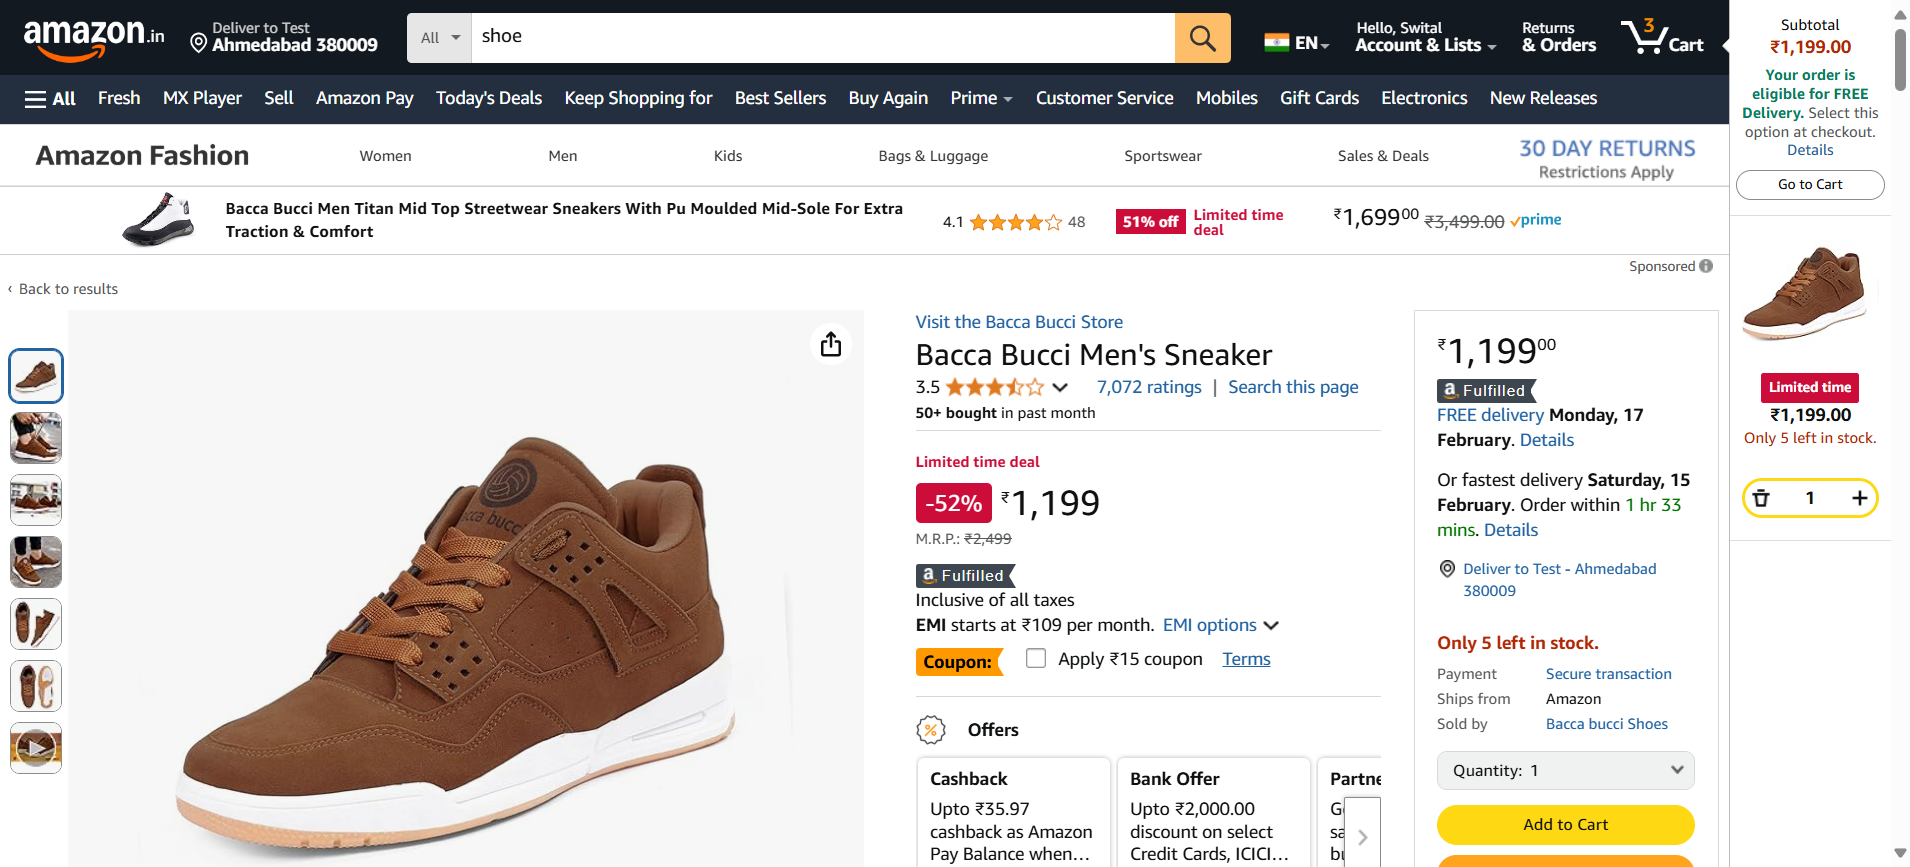 amazon.in
Deliver to Test
Ahmedabad 380009
All
shoe
EN
Hello, Swital
Account & Lists
Returns
& Orders
3
Cart
All
Fresh
MX Player
Sell
Amazon Pay
Today's Deals
Keep Shopping for
Best Sellers
Buy Again
Prime
Customer Service
Mobiles
Gift Cards
Electronics
New Releases
Amazon Fashion
Women
Men
Kids
Bags & Luggage
Sportswear
Sales & Deals
30 DAY RETURNS
Restrictions Apply
Bacca Bucci Men Titan Mid Top Streetwear Sneakers With Pu Moulded Mid-Sole For Extra
Traction & Comfort
4.1
48
51% off
Limited time
deal
₹1,69900
₹3,499.00
prime
Sponsored
‹ Back to results
bacca bucci
Visit the Bacca Bucci Store
Bacca Bucci Men's Sneaker
3.5
7,072 ratings | Search this page
50+ bought in past month
Limited time deal
-52% ₹1,199
M.R.P.: ₹2,499
a Fulfilled
Inclusive of all taxes
EMI starts at ₹109 per month. EMI options
Coupon:
Apply ₹15 coupon
Terms
%
Offers
Cashback
Upto ₹35.97
cashback as Amazon
Pay Balance when…
Bank Offer
Upto ₹2,000.00
discount on select
Credit Cards, ICICI…
Partne
₹1,19900
a Fulfilled
FREE delivery Monday, 17
February. Details
Or fastest delivery Saturday, 15
February. Order within 1 hr 33
mins. Details
Deliver to Test - Ahmedabad
380009
Only 5 left in stock.
Payment
Secure transaction
Ships from
Amazon
Sold by
Bacca bucci Shoes
Quantity: 1
Add to Cart
Subtotal
₹1,199.00
Your order is
eligible for FREE
Delivery. Select this
option at checkout.
Details
Go to Cart
Limited time
₹1,199.00
Only 5 left in stock.
1